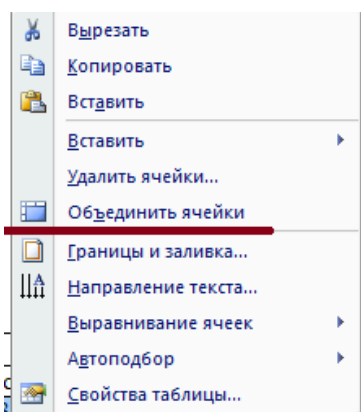 Вырезать
Копировать
Вставить
Вставить
Удалить ячейки...
Объединить ячейки
Границы и заливка...
Направление текста...
Выравнивание ячеек
Автоподбор
Свойства таблицы...